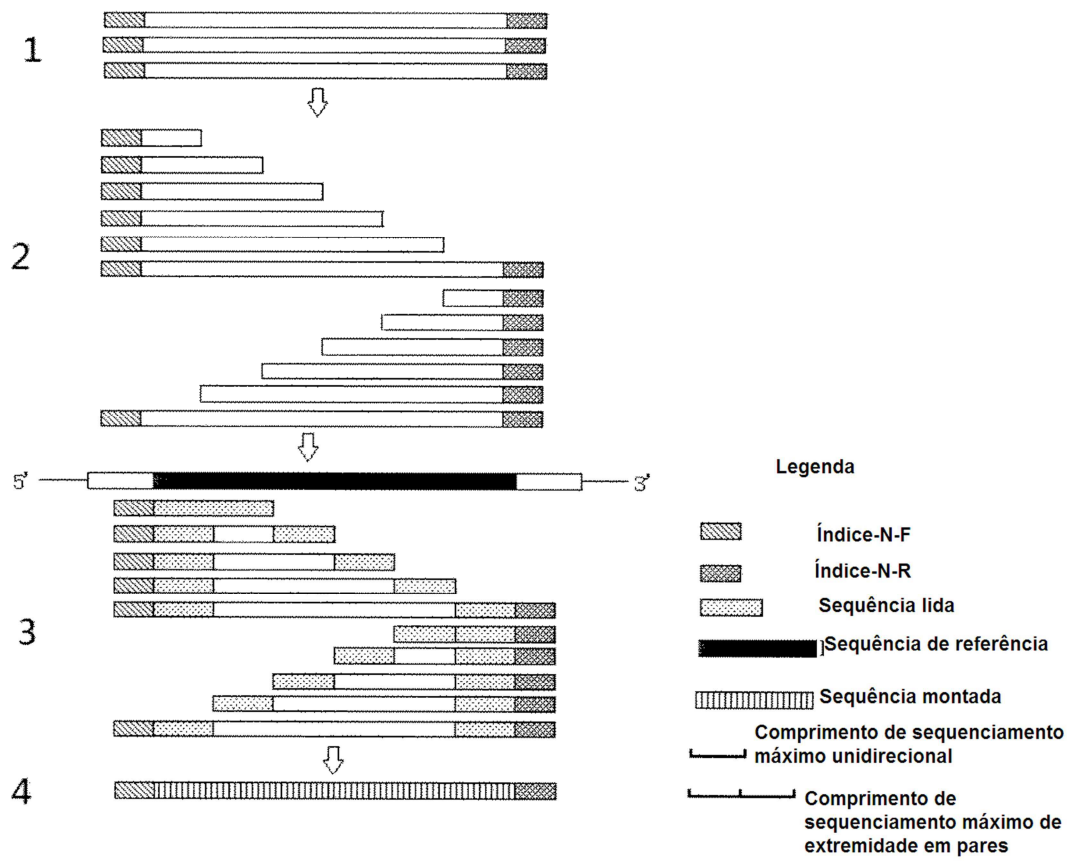 1
2
5'
3'
3
4
Legenda
Índice-N-F
Índice-N-R
Sequência lida
Sequência de referência
Sequência montada
Comprimento de sequenciamento
máximo unidirecional
Comprimento de
sequenciamento máximo de
extremidade em pares